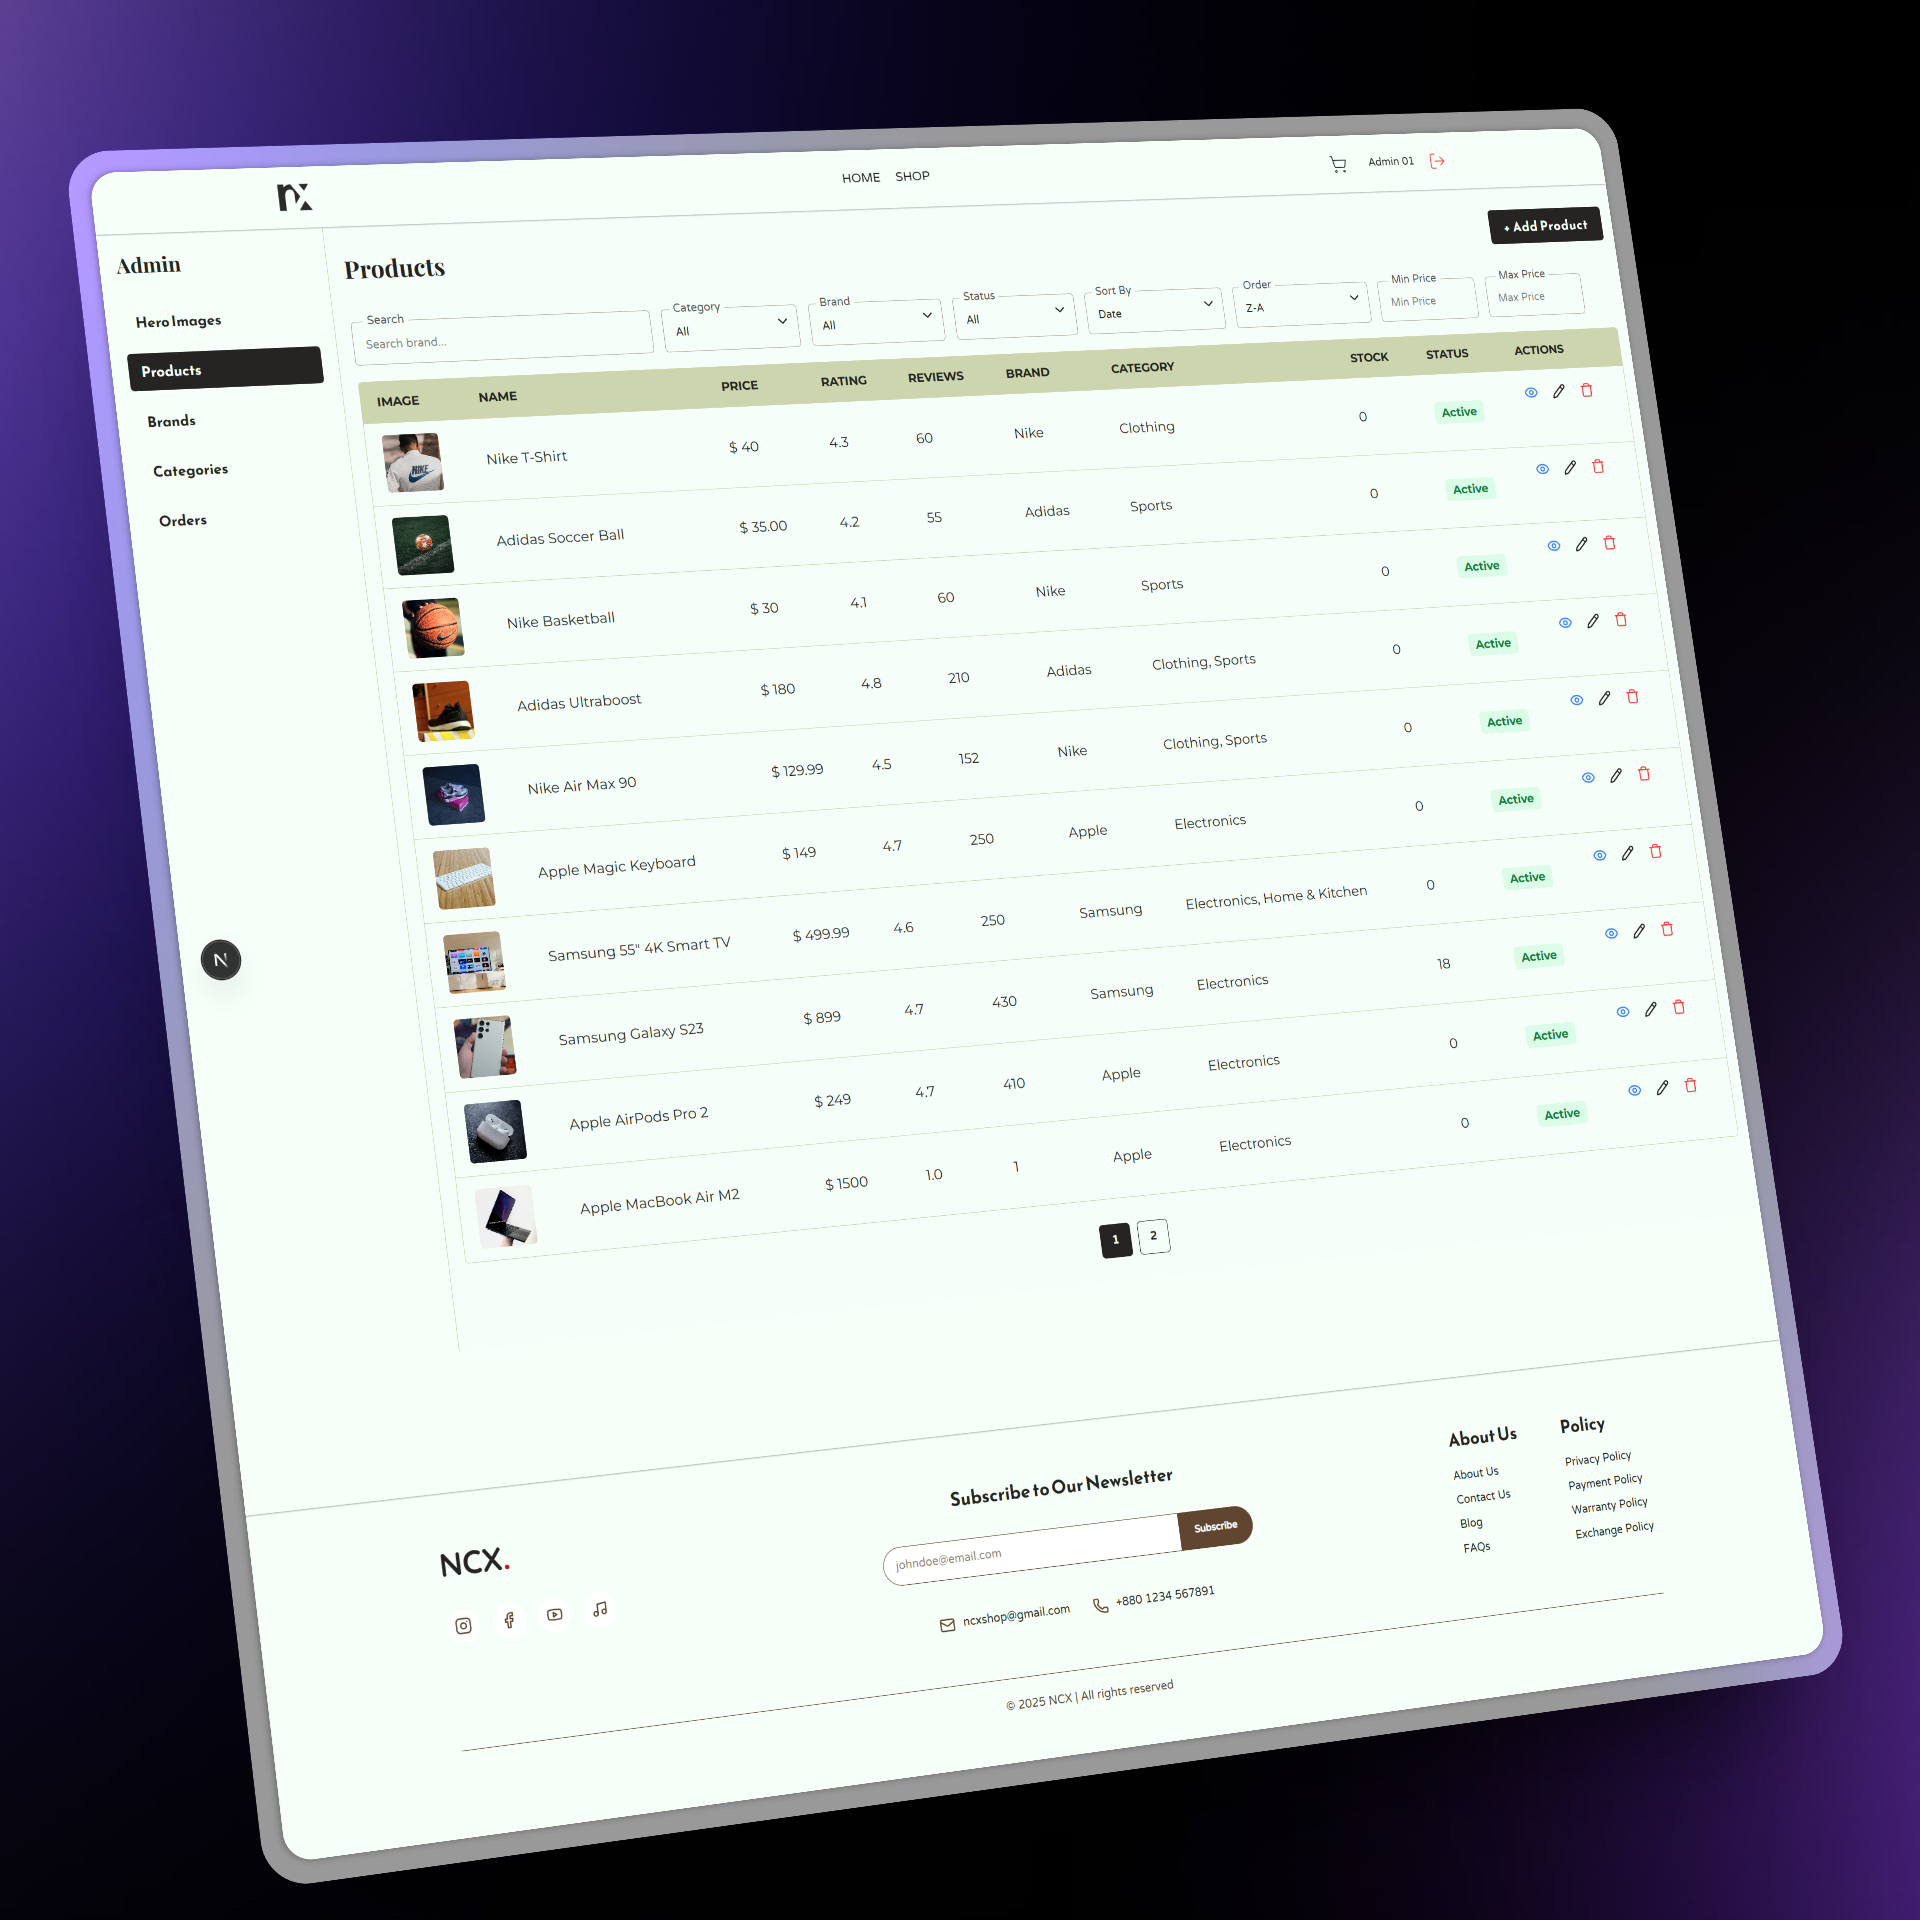 nx
HOME SHOP
Admin 01
Admin
Hero Images
Products
Brands
Categories
Orders
Products
+ Add Product
Search
Search brand...
Category
All
Brand
All
Status
All
Sort By
Date
Order
Z-A
Min Price
Min Price
Max Price
Max Price
IMAGE NAME PRICE RATING REVIEWS BRAND CATEGORY STOCK STATUS ACTIONS
NIKE
Nike T-Shirt $ 40 4.3 60 Nike Clothing 0 Active
Adidas Soccer Ball $ 35.00 4.2 55 Adidas Sports 0 Active
Nike Basketball $ 30 4.1 60 Nike Sports 0 Active
Adidas Ultraboost $ 180 4.8 210 Adidas Clothing, Sports 0 Active
Nike Air Max 90 $ 129.99 4.5 152 Nike Clothing, Sports 0 Active
Apple Magic Keyboard $ 149 4.7 250 Apple Electronics 0 Active
Samsung 55" 4K Smart TV $ 499.99 4.6 250 Samsung Electronics, Home & Kitchen 0 Active
Samsung Galaxy S23 $ 899 4.7 430 Samsung Electronics 18 Active
Apple AirPods Pro 2 $ 249 4.7 410 Apple Electronics 0 Active
Apple MacBook Air M2 $ 1500 1.0 1 Apple Electronics 0 Active
1 2
N
NCX.
Subscribe to Our Newsletter
johndoe@email.com
Subscribe
ncxshop@gmail.com
+880 1234 567891
About Us
About Us
Contact Us
Blog
FAQs
Policy
Privacy Policy
Payment Policy
Warranty Policy
Exchange Policy
© 2025 NCX | All rights reserved